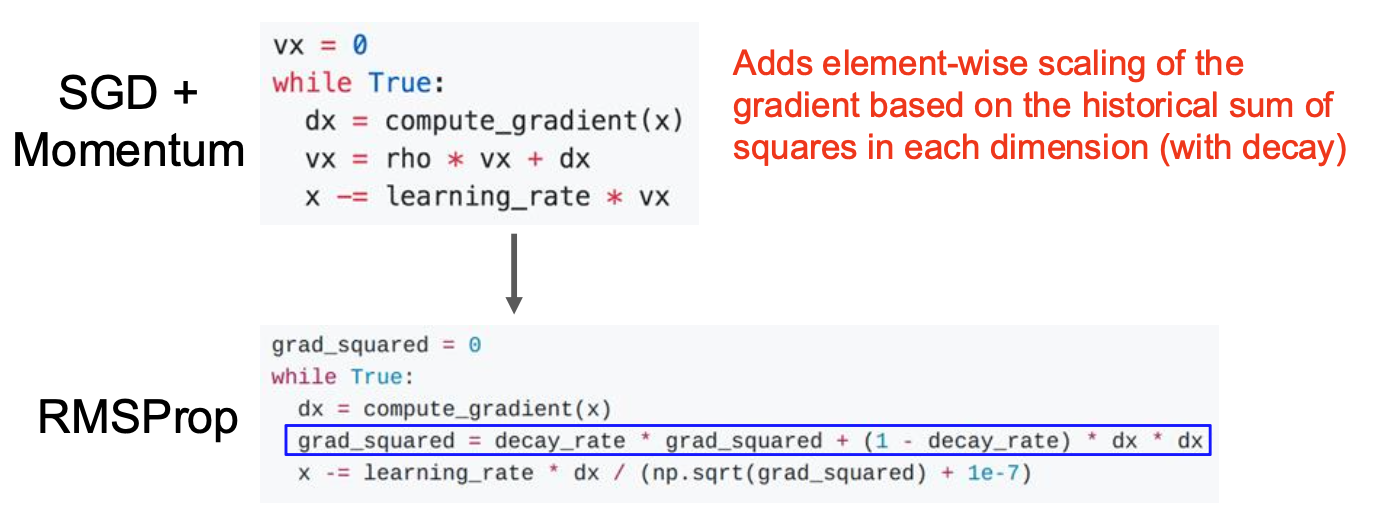 SGD +
Momentum
vx = 0
while True:
  dx = compute_gradient(x)
  vx = rho * vx + dx
  x -= learning_rate * vx
Adds element-wise scaling of the
gradient based on the historical sum of
squares in each dimension (with decay)
RMSProp
grad_squared = 0
while True:
  dx = compute_gradient(x)
  grad_squared = decay_rate * grad_squared + (1 - decay_rate) * dx * dx
  x -= learning_rate * dx / (np.sqrt(grad_squared) + 1e-7)